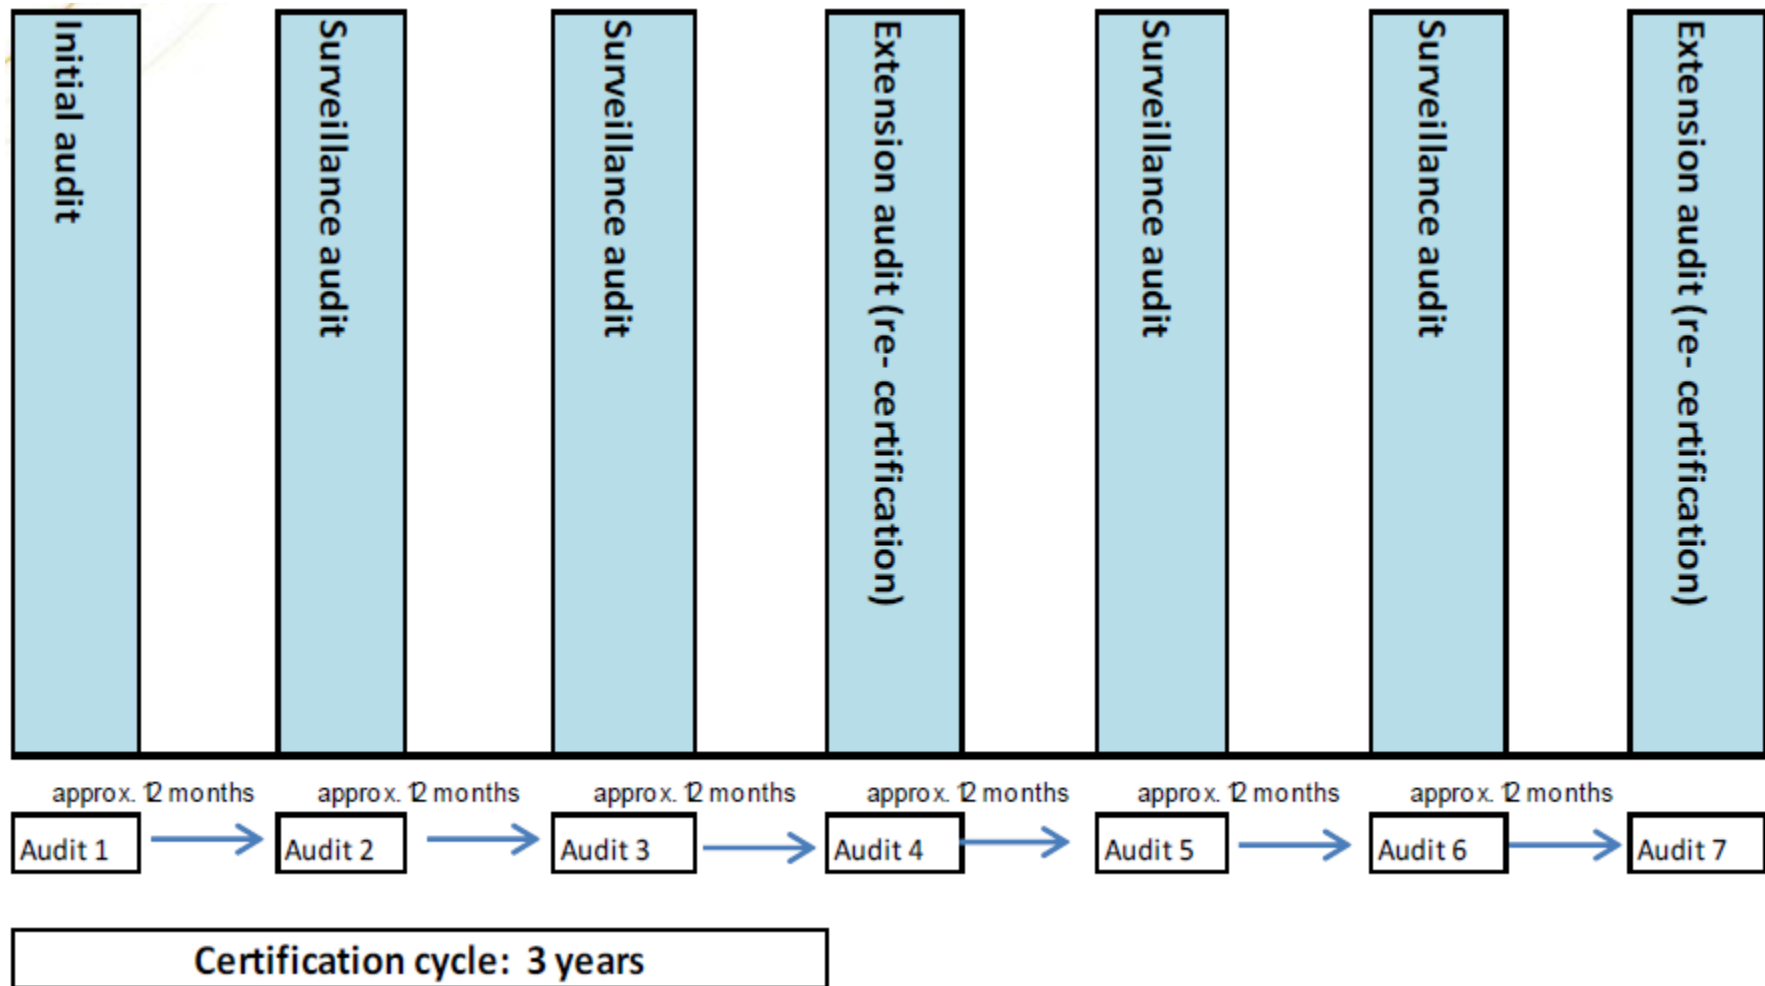 Initial audit
Surveillance audit
Surveillance audit
Extension audit (re- certification)
Surveillance audit
Surveillance audit
Extension audit (re- certification)
approx. 12 months
approx. 12 months
approx. 12 months
approx. 12 months
approx. 12 months
approx. 12 months
Audit 1
Audit 2
Audit 3
Audit 4
Audit 5
Audit 6
Audit 7
Certification cycle: 3 years